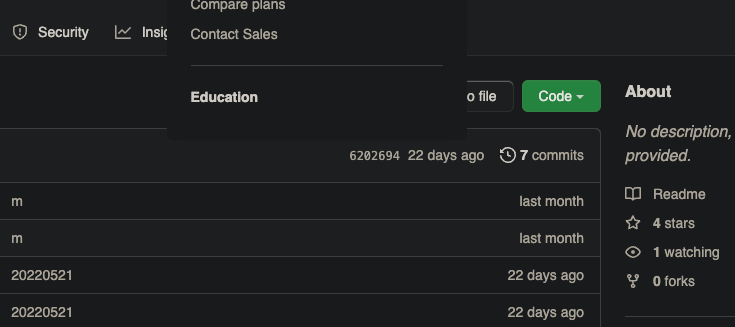 Compare plans
Security
Contact Sales
Education
o file
Code
About
No description,
provided.
6202694 22 days ago 7 commits
m last month
m last month
20220521 22 days ago
20220521 22 days ago
Readme
4 stars
1 watching
0 forks